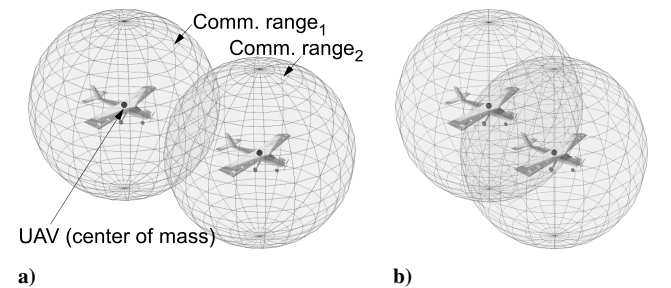 Comm. range1
Comm. range2
UAV (center of mass)
a)
b)